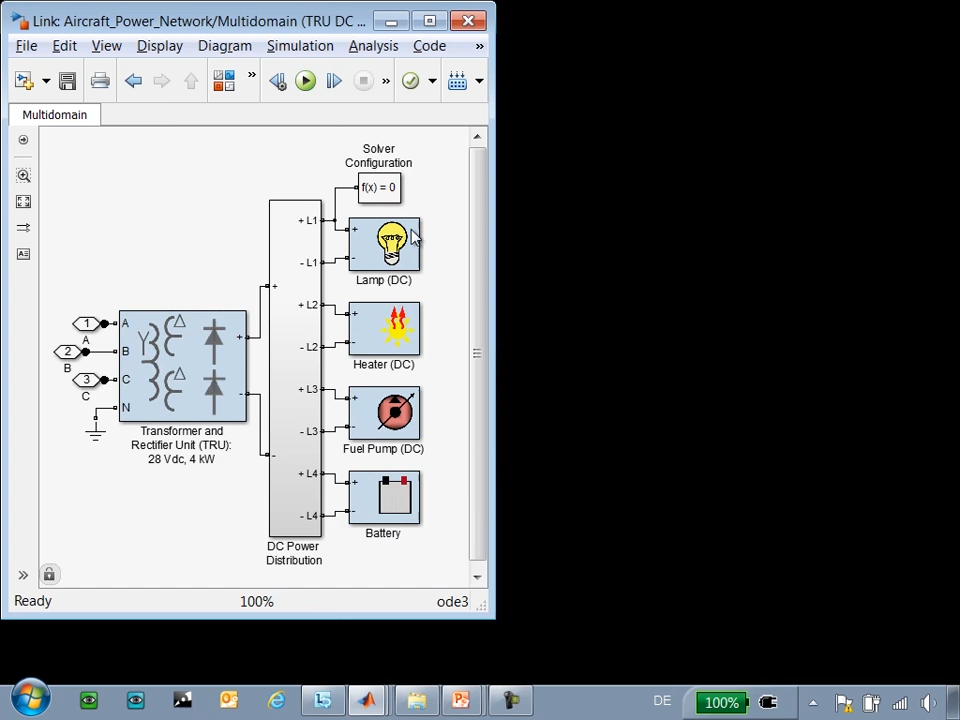 Link: Aircraft_Power_Network/Multidomain (TRU DC ...
File Edit View Display Diagram Simulation Analysis Code »
» »
Multidomain
Solver
Configuration
f(x) = 0
+ L1
+
- L1
-
Lamp (DC)
+
+ L2
+
- L2
-
Heater (DC)
1 A
A
2 B
B
3 C
C
N
+
-
Transformer and
Rectifier Unit (TRU):
28 Vdc, 4 kW
+ L3
+
- L3
-
Fuel Pump (DC)
-
+ L4
+
- L4
-
Battery
DC Power
Distribution
»
Ready 100% ode3
DE 100%